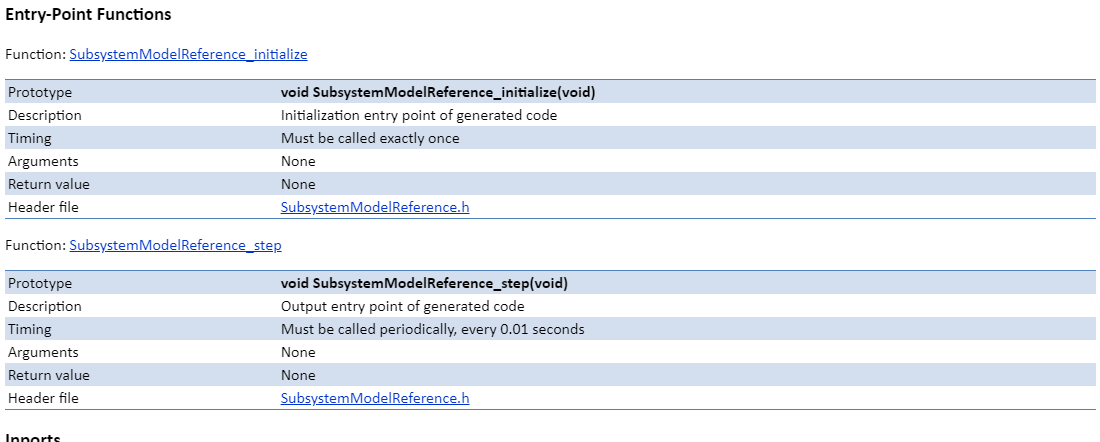 Entry-Point Functions
Function: SubsystemModelReference_initialize
Prototype void SubsystemModelReference_initialize(void)
Description Initialization entry point of generated code
Timing Must be called exactly once
Arguments None
Return value None
Header file SubsystemModelReference.h
Function: SubsystemModelReference_step
Prototype void SubsystemModelReference_step(void)
Description Output entry point of generated code
Timing Must be called periodically, every 0.01 seconds
Arguments None
Return value None
Header file SubsystemModelReference.h
Inports